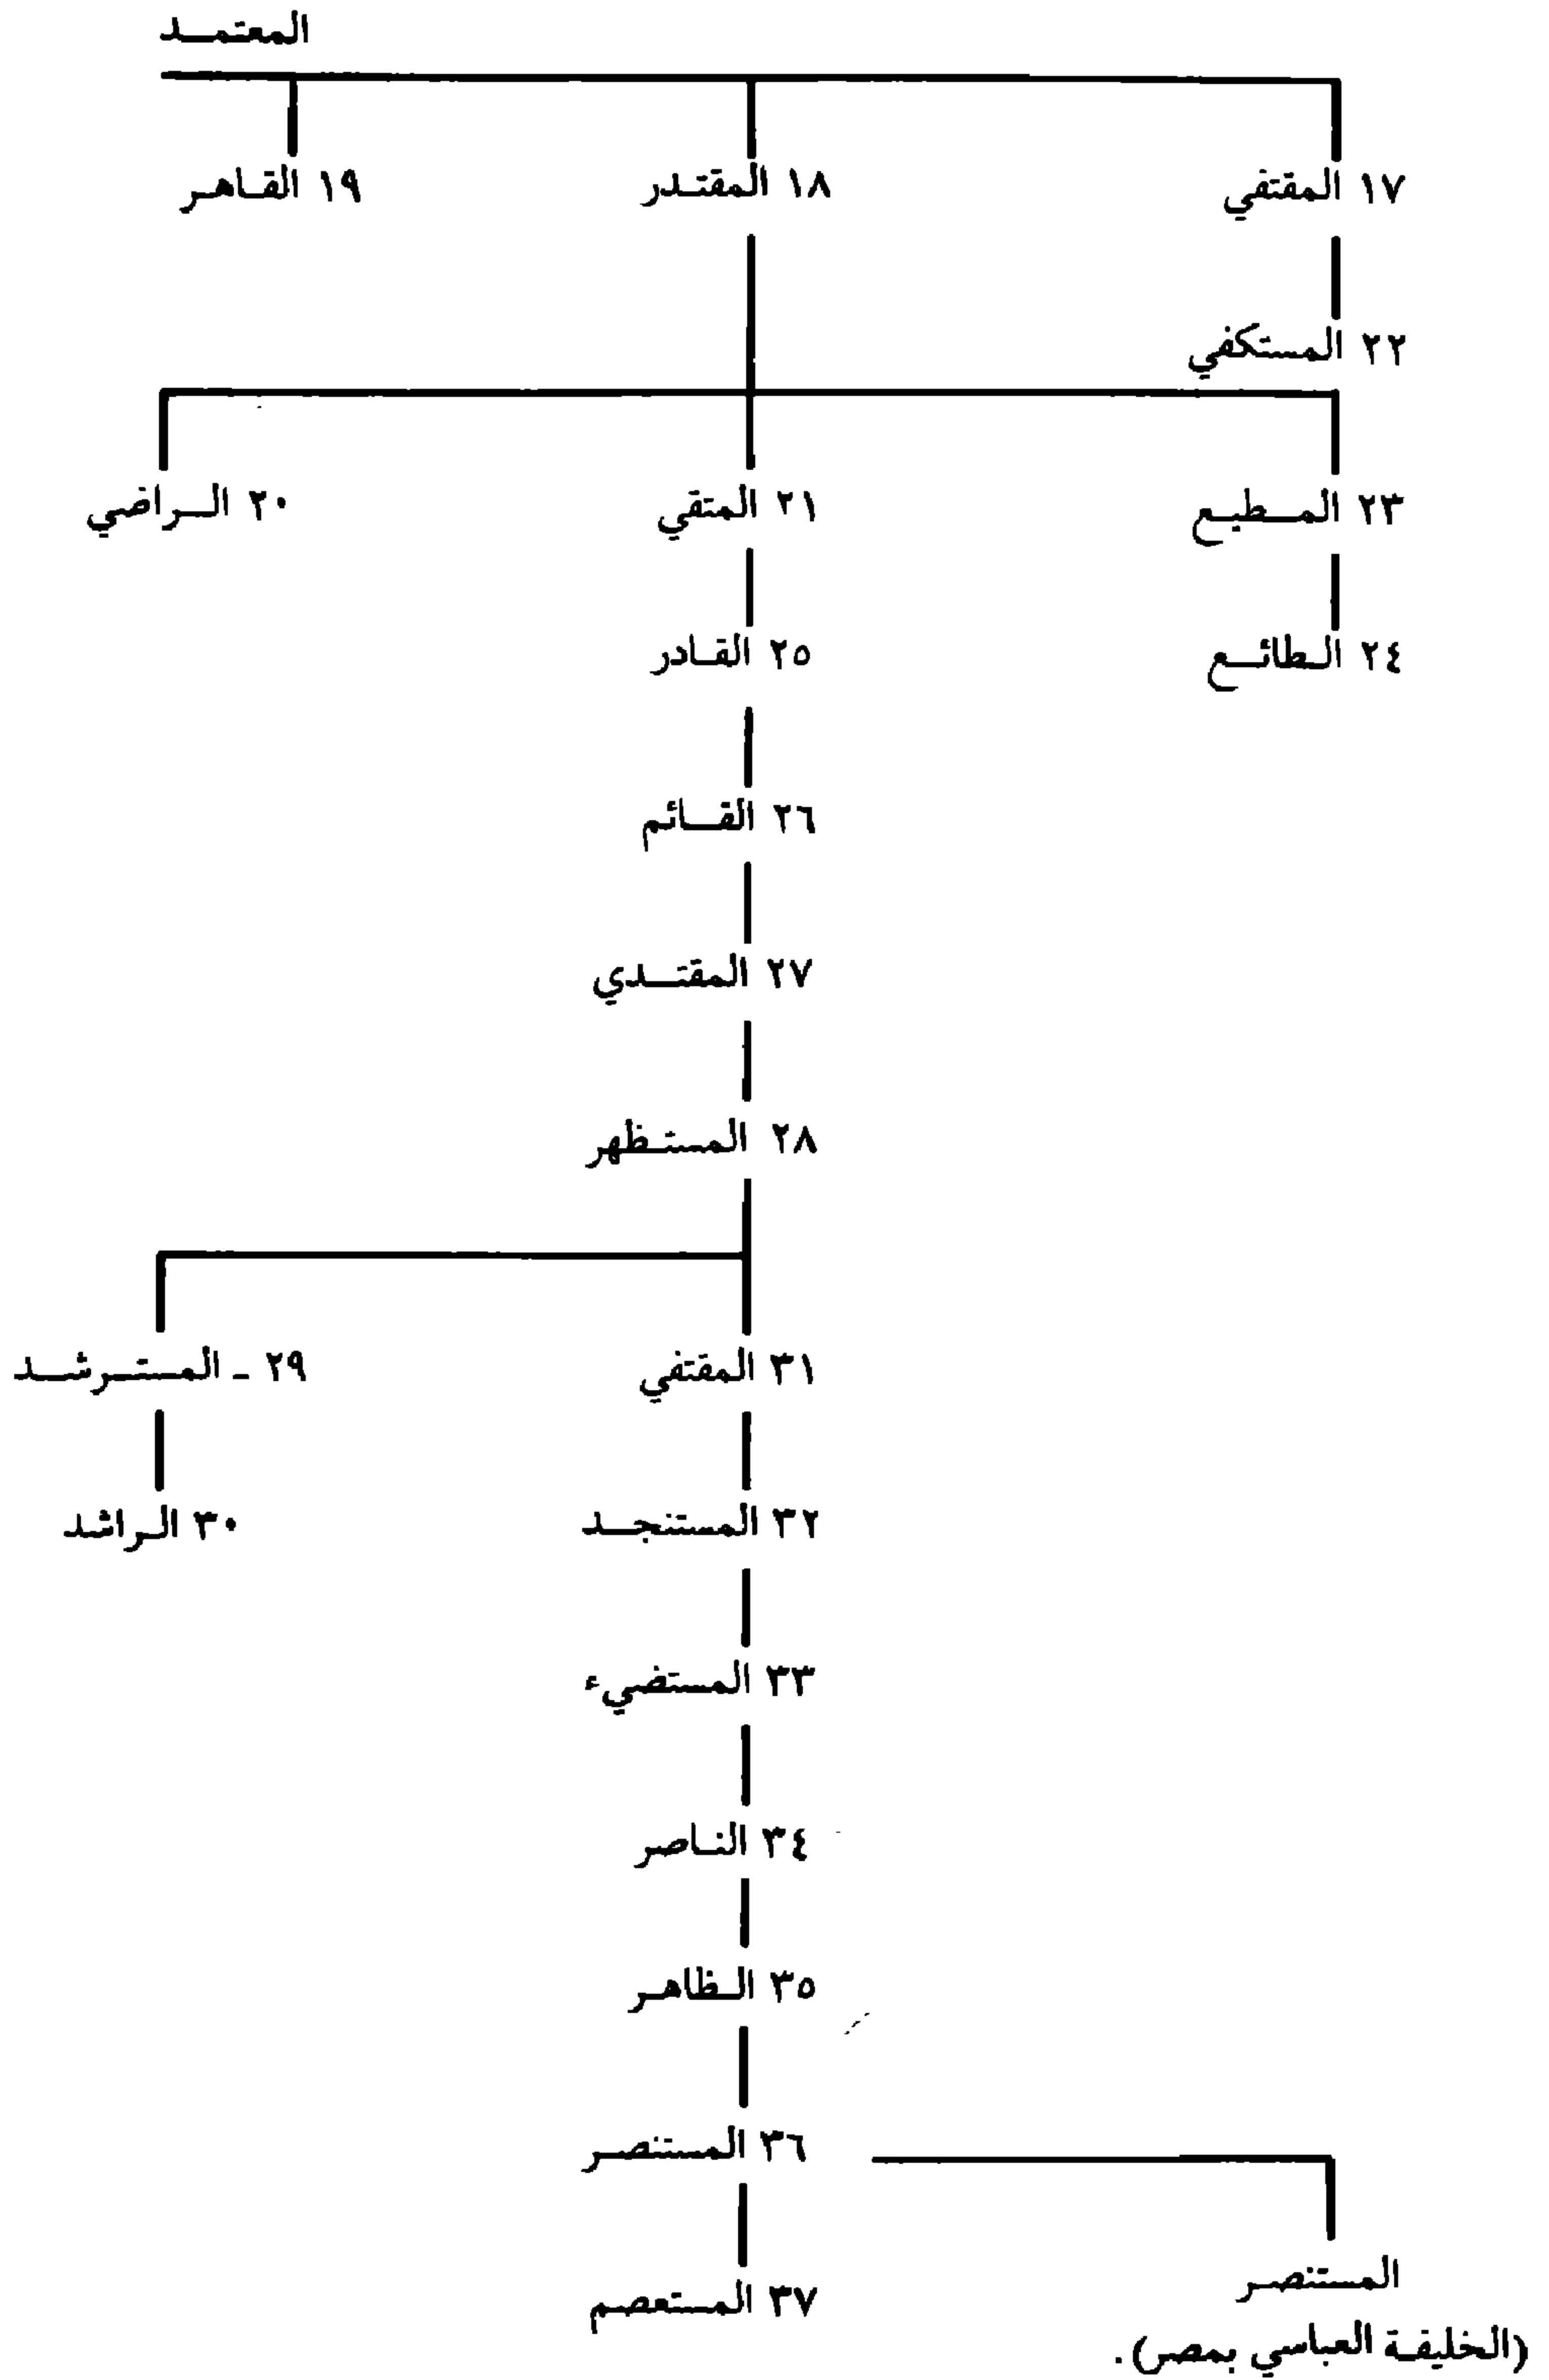 المعتمد
١٧ المقتفي
١٨ المقتدر
١٩ القاهر
٢٢ المستكفي
٢٣ المطيع
٢١ المتقي
٢٠ الراضي
٢٤ الطائع
٢٥ القادر
٢٦ القائم
٢٧ المقتدي
٢٨ المستظهر
٣١ المقتفي
٢٩ - المسترشد
٣٢ المستنجد
٣٠ الراشد
٣٣ المستضيء
٣٤ الناصر
٣٥ الظاهر
٣٦ المستنصر
المستنصر
(الخليفة العباسي بمصر).
٣٧ المستعصم